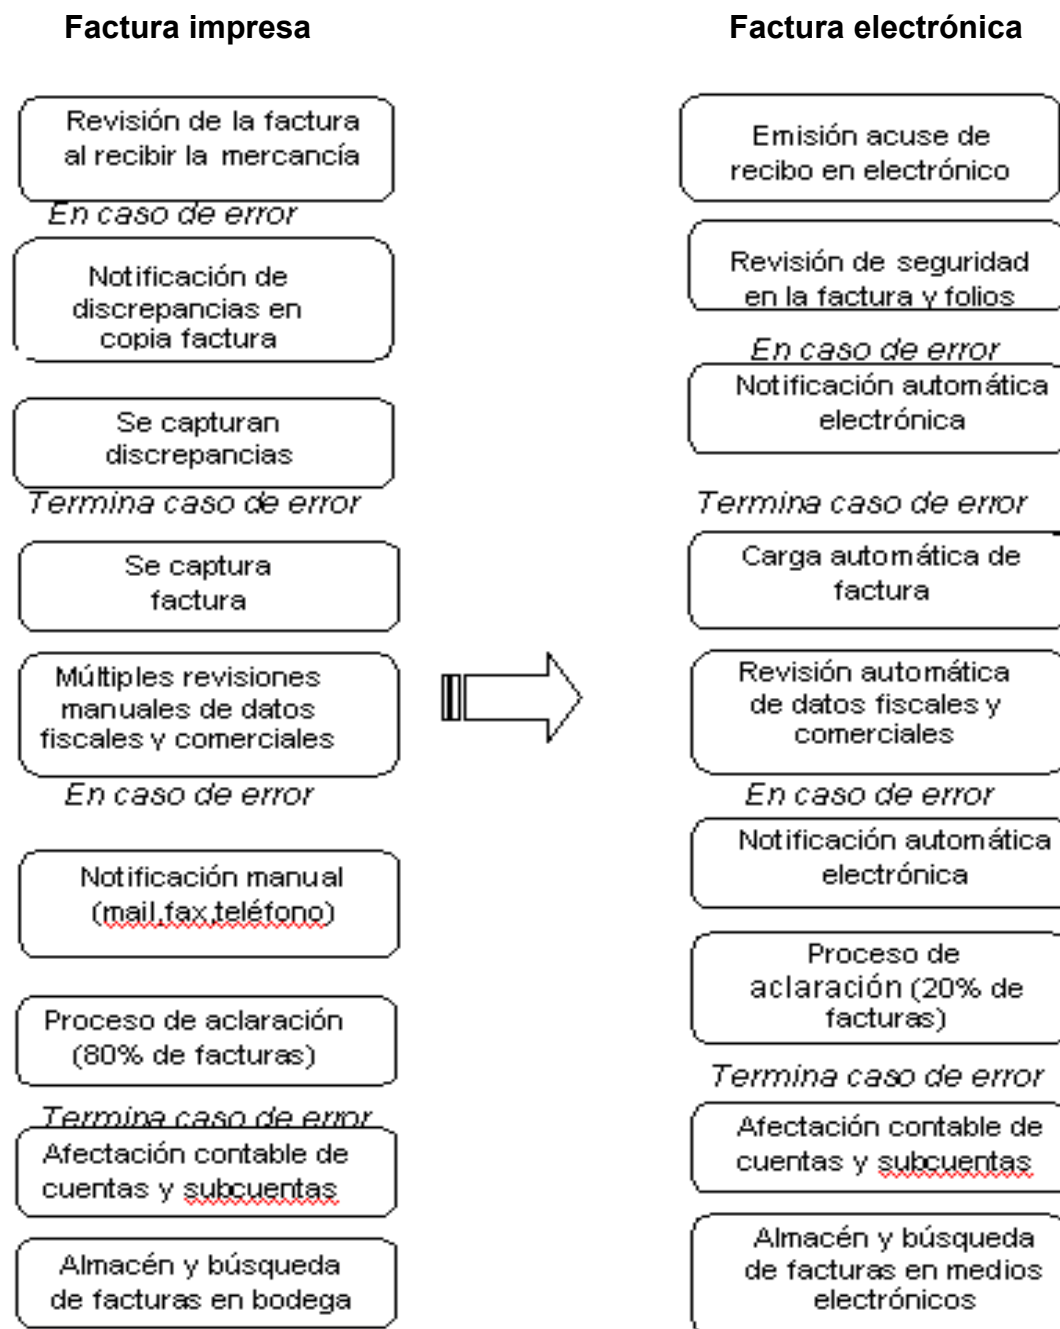 Factura impresa
Revisión de la factura
al recibir la mercancía
En caso de error
Notificación de
discrepancias en
copia factura
Se capturan
discrepancias
Termina caso de error
Se captura
factura
Múltiples revisiones
manuales de datos
fiscales y comerciales
En caso de error
Notificación manual
(mail,fax,teléfono)
Proceso de aclaración
(80% de facturas)
Termina caso de error
Afectación contable de
cuentas y subcuentas
Almacén y búsqueda
de facturas en bodega
Factura electrónica
Emisión acuse de
recibo en electrónico
Revisión de seguridad
en la factura y folios
En caso de error
Notificación automática
electrónica
Termina caso de error
Carga automática de
factura
Revisión automática
de datos fiscales y
comerciales
En caso de error
Notificación automática
electrónica
Proceso de
aclaración (20% de
facturas)
Termina caso de error
Afectación contable de
cuentas y subcuentas
Almacén y búsqueda
de facturas en medios
electrónicos